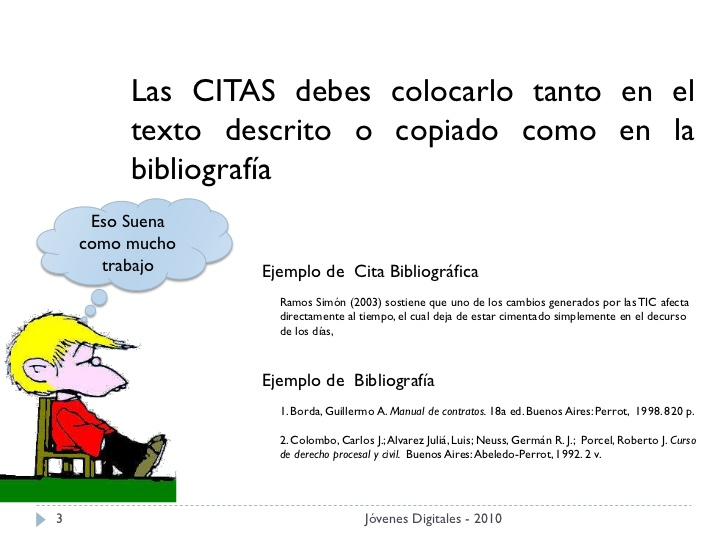 Las CITAS debes colocarlo tanto en el
texto descrito o copiado como en la
bibliografía
Eso Suena
como mucho
trabajo
Ejemplo de Cita Bibliográfica
Ramos Simón (2003) sostiene que uno de los cambios generados por las TIC afecta
directamente al tiempo, el cual deja de estar cimentado simplemente en el decurso
de los días,
Ejemplo de Bibliografía
1. Borda, Guillermo A. Manual de contratos. 18a ed. Buenos Aires: Perrot, 1998. 820 p.
2. Colombo, Carlos J.; Alvarez Juliá, Luis; Neuss, Germán R. J.; Porcel, Roberto J. Curso
de derecho procesal y civil. Buenos Aires: Abeledo-Perrot, 1992. 2 v.
3
Jóvenes Digitales - 2010